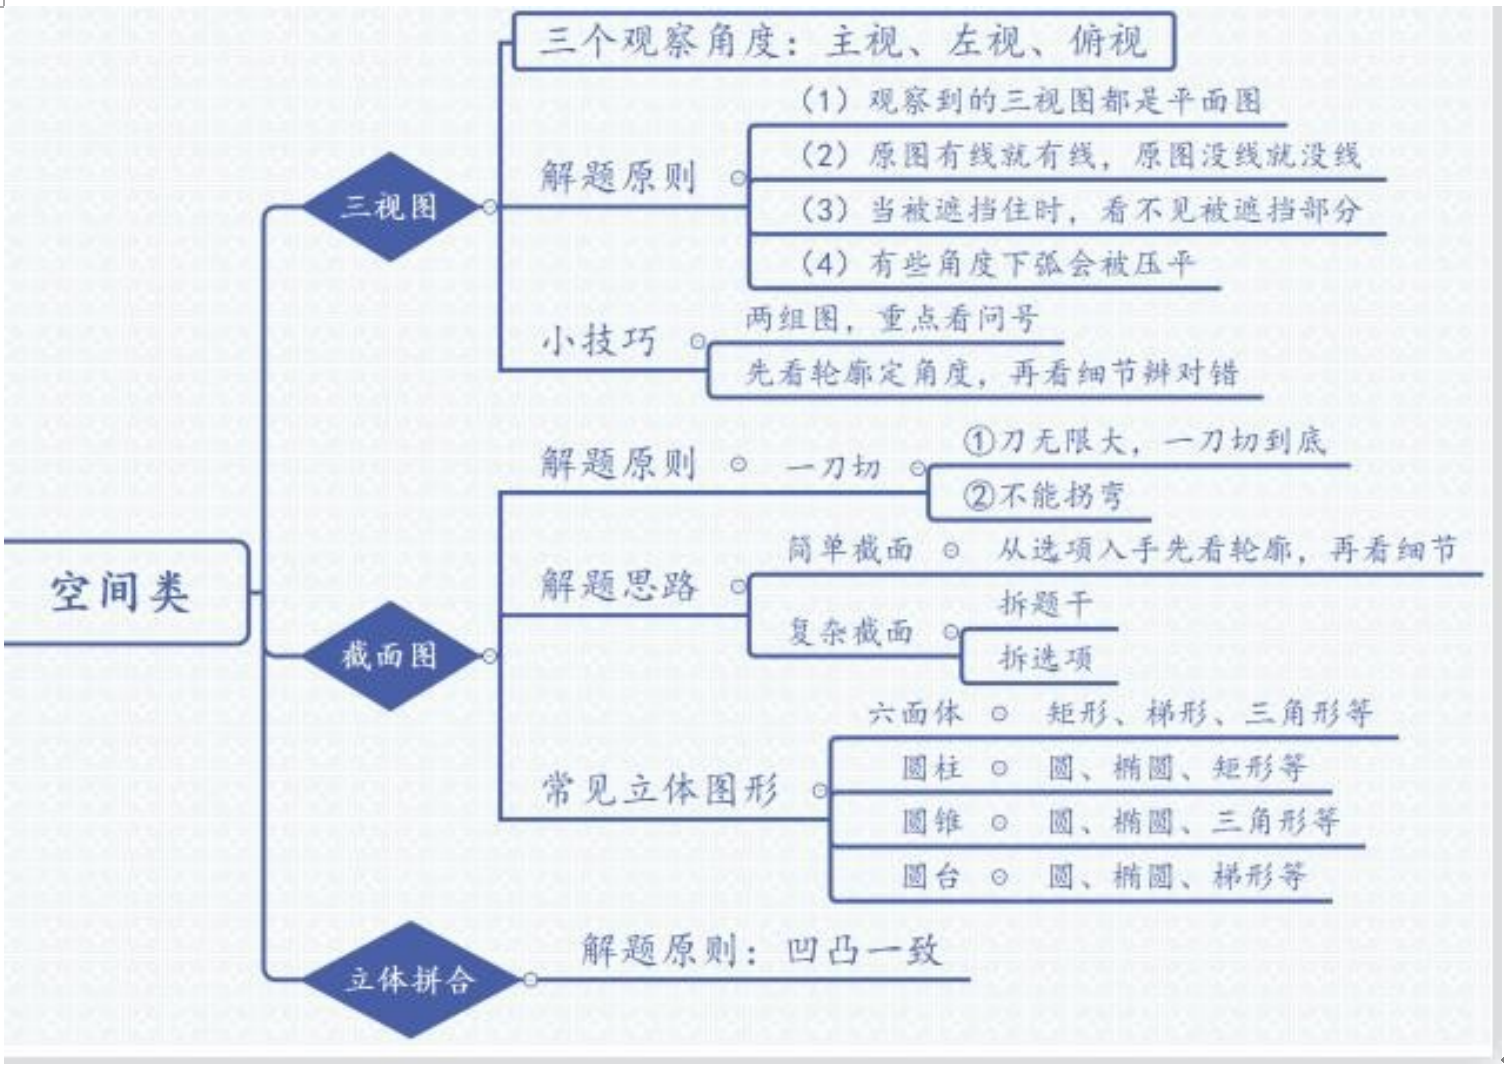 三个观察角度：主视、左视、俯视
（1）观察到的三视图都是平面图
（2）原图有线就有线，原图没线就没线
解题原则
（3）当被遮挡住时，看不见被遮挡部分
三视图
（4）有些角度下弧会被压平
两组图，重点看问号
小技巧
先看轮廓定角度，再看细节辨对错
①刀无限大，一刀切到底
解题原则
一刀切
②不能拐弯
简单截面
从选项入手先看轮廓，再看细节
解题思路
空间类
拆题干
复杂截面
截面图
拆选项
六面体
矩形、梯形、三角形等
圆柱
圆、椭圆、矩形等
常见立体图形
圆锥
圆、椭圆、三角形等
圆台
圆、椭圆、梯形等
解题原则：凹凸一致
立体拼合